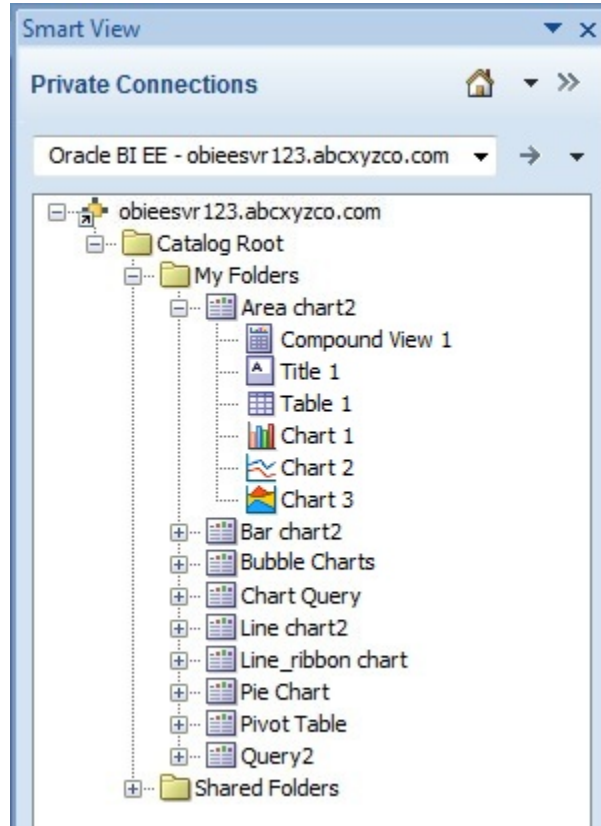 Smart View
Private Connections
Oracle BI EE - obieesvr123.abcxyzco.com
obieesvr123.abcxyzco.com
Catalog Root
My Folders
Area chart2
Compound View 1
Title 1
Table 1
Chart 1
Chart 2
Chart 3
Bar chart2
Bubble Charts
Chart Query
Line chart2
Line_ribbon chart
Pie Chart
Pivot Table
Query2
Shared Folders